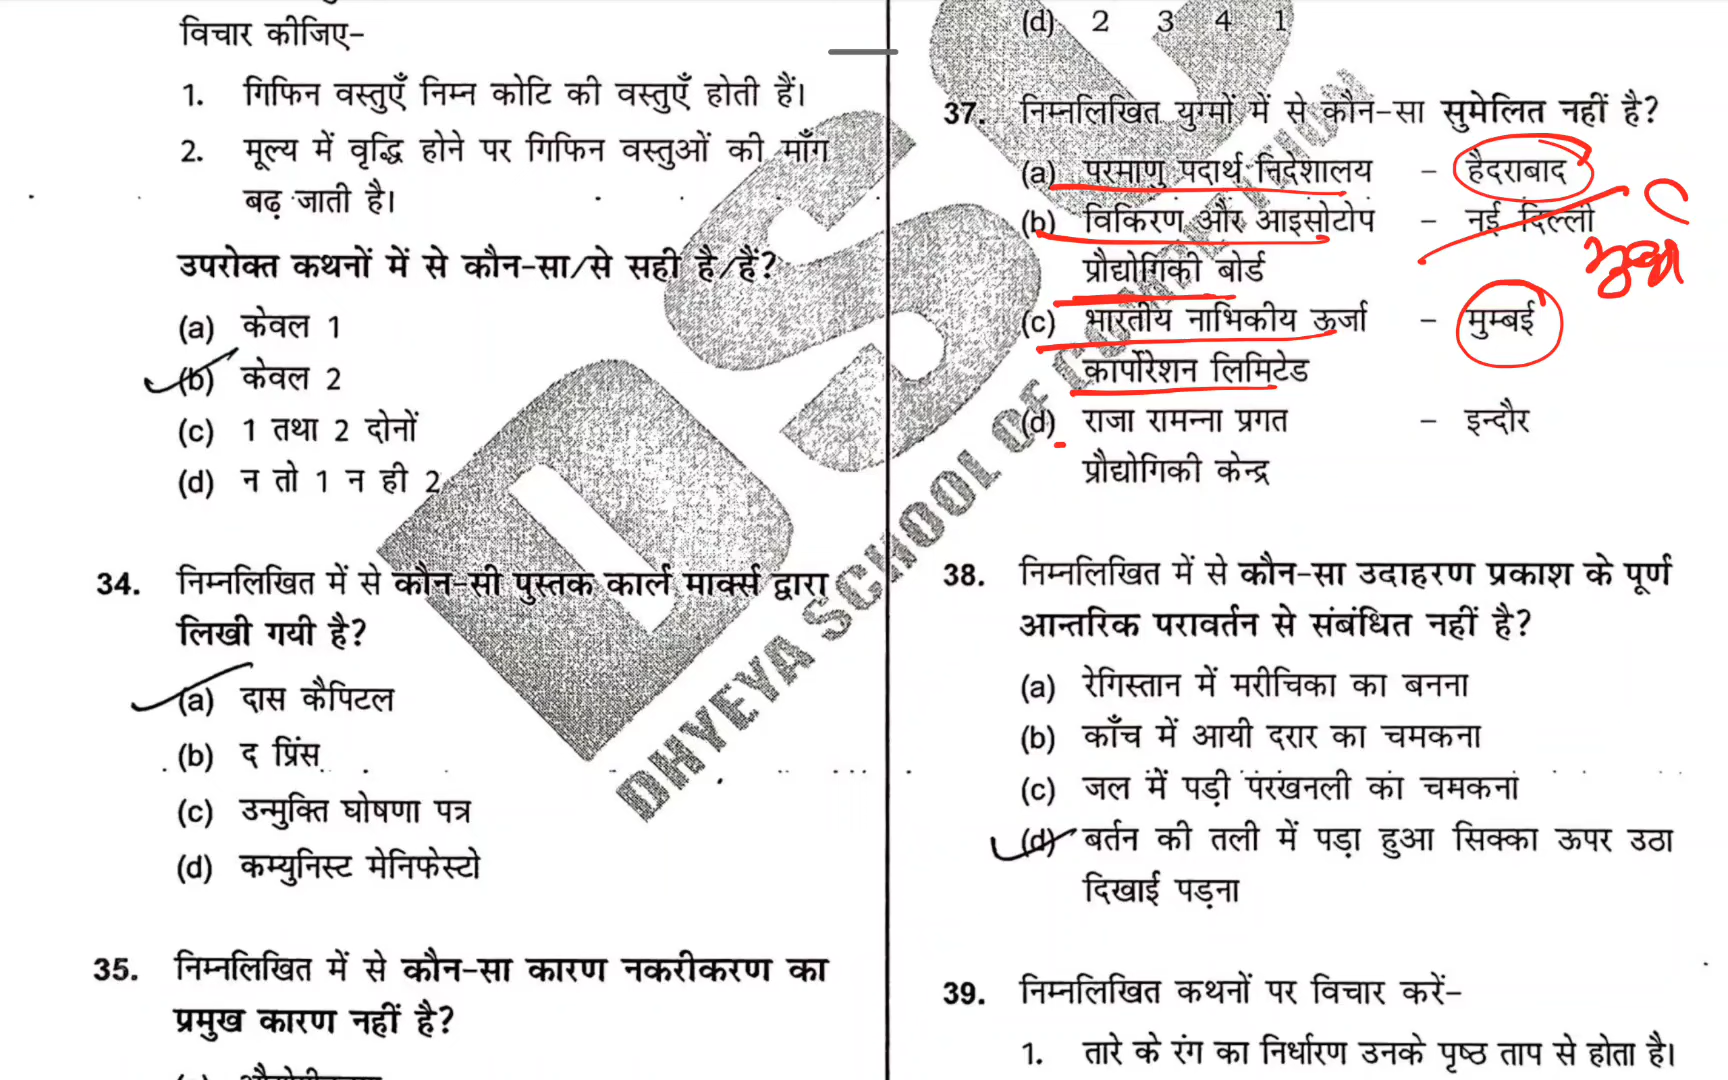 विचार कीजिए–
1. गिफिन वस्तुएँ निम्न कोटि की वस्तुएँ होती हैं।
2. मूल्य में वृद्धि होने पर गिफिन वस्तुओं की माँग
बढ़ जाती है।
उपरोक्त कथनों में से कौन-सा/से सही है/हैं?
(a) केवल 1
(b) केवल 2
(c) 1 तथा 2 दोनों
(d) न तो 1 न ही 2
34. निम्नलिखित में से कौन-सी पुस्तक कार्ल मार्क्स द्वारा
लिखी गयी है?
(a) दास कैपिटल
(b) द प्रिंस
(c) उन्मुक्ति घोषणा पत्र
(d) कम्युनिस्ट मेनिफेस्टो
35. निम्नलिखित में से कौन-सा कारण नकरीकरण का
प्रमुख कारण नहीं है?
(d) 2 3 4 1
37. निम्नलिखित युग्मों में से कौन-सा सुमेलित नहीं है?
(a) परमाणु पदार्थ निदेशालय – हैदराबाद
(b) विकिरण और आइसोटोप – नई दिल्ली
प्रौद्योगिकी बोर्ड
(c) भारतीय नाभिकीय ऊर्जा – मुम्बई
कार्पोरेशन लिमिटेड
(d) राजा रामन्ना प्रगत – इन्दौर
प्रौद्योगिकी केन्द्र
38. निम्नलिखित में से कौन-सा उदाहरण प्रकाश के पूर्ण
आन्तरिक परावर्तन से संबंधित नहीं है?
(a) रेगिस्तान में मरीचिका का बनना
(b) काँच में आयी दरार का चमकना
(c) जल में पड़ी परखनली का चमकना
(d) बर्तन की तली में पड़ा हुआ सिक्का ऊपर उठा
दिखाई पड़ना
39. निम्नलिखित कथनों पर विचार करें–
1. तारे के रंग का निर्धारण उनके पृष्ठ ताप से होता है।
DSC
DHYEYA SCHOOL OF COMPETITION